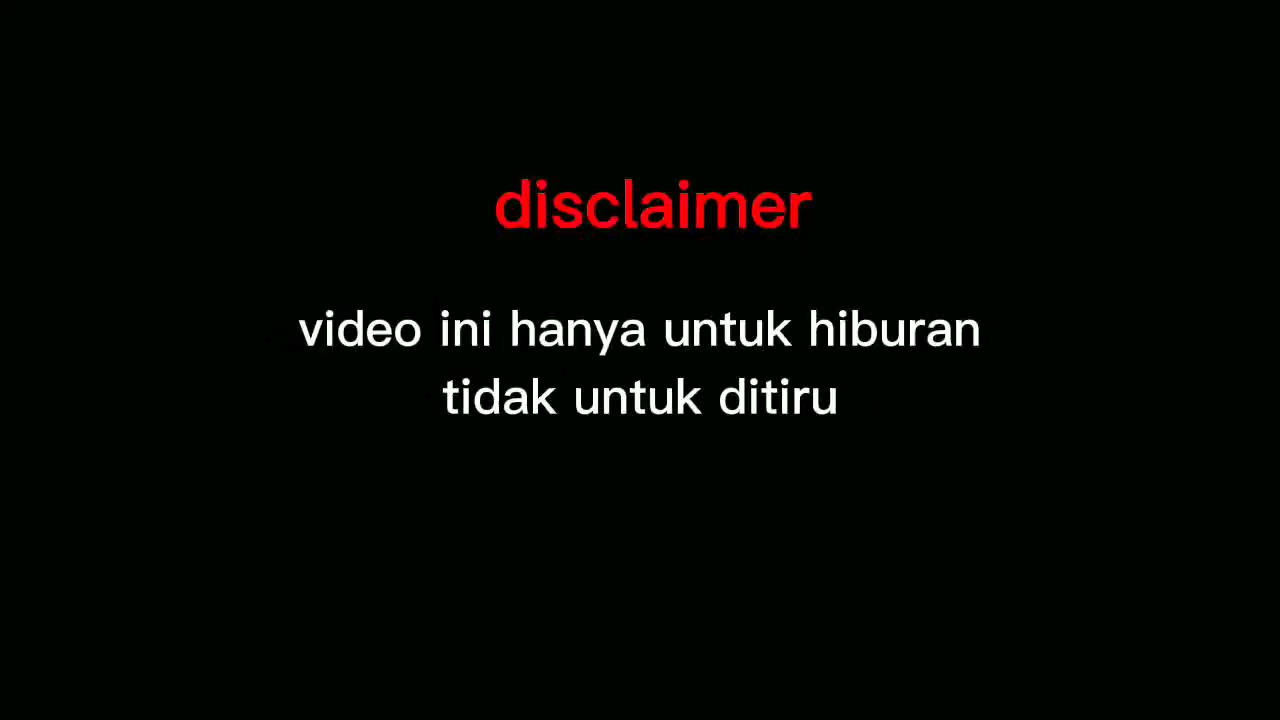 disclaimer
video ini hanya untuk hiburan
tidak untuk ditiru